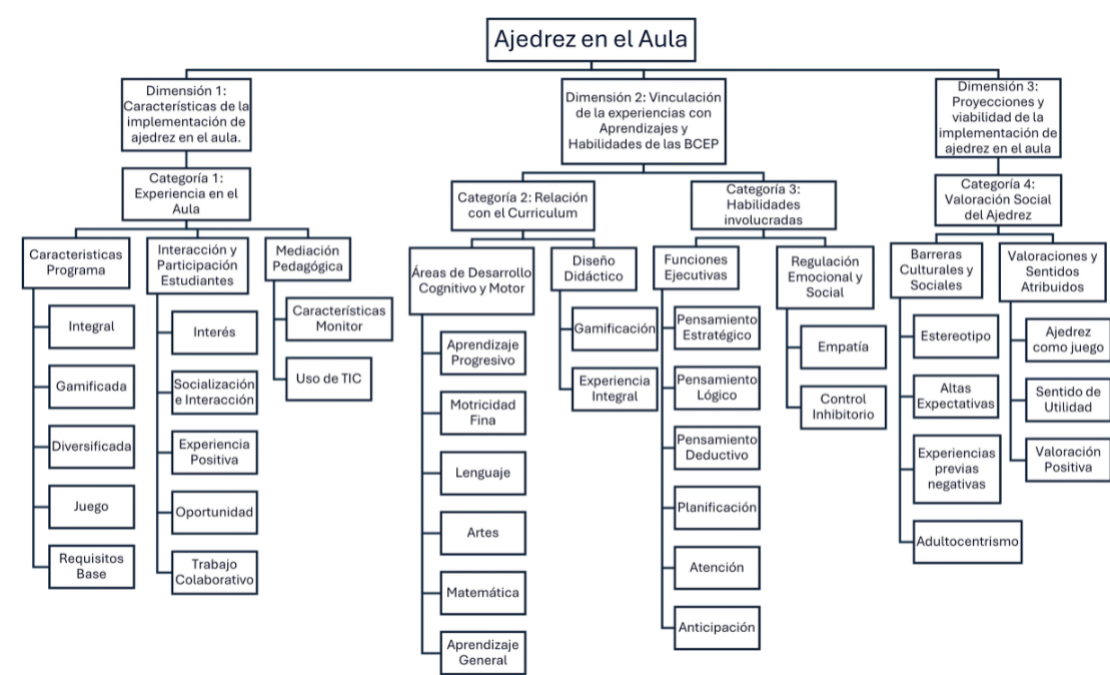 Ajedrez en el Aula
Dimensión 1:
Características de la
implementación de
ajedrez en el aula.
Categoría 1:
Experiencia en el
Aula
Caracteristicas
Programa
Integral
Gamificada
Diversificada
Juego
Requisitos
Base
Interacción y
Participación
Estudiantes
Interés
Socialización
e Interacción
Experiencia
Positiva
Oportunidad
Trabajo
Colaborativo
Mediación
Pedagógica
Características
Monitor
Uso de TIC
Dimensión 2: Vinculación
de la experiencias con
Aprendizajes y
Habilidades de las BCEP
Categoría 2: Relación
con el Curriculum
Áreas de Desarrollo
Cognitivo y Motor
Aprendizaje
Progresivo
Motricidad
Fina
Lenguaje
Artes
Matemática
Aprendizaje
General
Diseño
Didáctico
Gamificación
Experiencia
Integral
Categoría 3:
Habilidades
involucradas
Funciones
Ejecutivas
Pensamiento
Estratégico
Pensamiento
Lógico
Pensamiento
Deductivo
Planificación
Atención
Anticipación
Regulación
Emocional y
Social
Empatía
Control
Inhibitorio
Dimensión 3:
Proyecciones y
viabilidad de la
implementación de
ajedrez en el aula
Categoría 4:
Valoración Social
del Ajedrez
Barreras
Culturales y
Sociales
Estereotipo
Altas
Expectativas
Experiencias
previas
negativas
Adultocentrismo
Valoraciones y
Sentidos
Atribuidos
Ajedrez
como juego
Sentido de
Utilidad
Valoración
Positiva